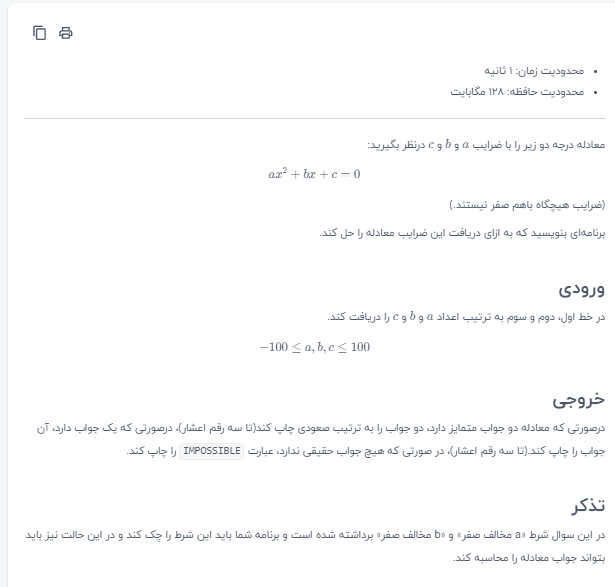 محدودیت زمان: ۱ ثانیه
محدودیت حافظه: ۱۲۸ مگابایت
معادله درجه دو زیر را با ضرایب a و b و c درنظر بگیرید:
ax² + bx + c = 0
(ضرایب هیچگاه باهم صفر نیستند.)
برنامه‌ای بنویسید که به ازای دریافت این ضرایب معادله را حل کند.
ورودی
در خط اول، دوم و سوم به ترتیب اعداد a و b و c را دریافت کند.
−100 ≤ a, b, c ≤ 100
خروجی
درصورتی که معادله دو جواب متمایز دارد، دو جواب را به ترتیب صعودی چاپ کند(تا سه رقم اعشار)، درصورتی که یک جواب دارد، آن
جواب را چاپ کند.(تا سه رقم اعشار)، در صورتی که هیچ جواب حقیقی ندارد، عبارت IMPOSSIBLE را چاپ کند.
تذکر
در این سوال شرط «a مخالف صفر» و «b مخالف صفر» برداشته شده است و برنامه شما باید این شرط را چک کند و در این حالت نیز باید
بتواند جواب معادله را محاسبه کند.